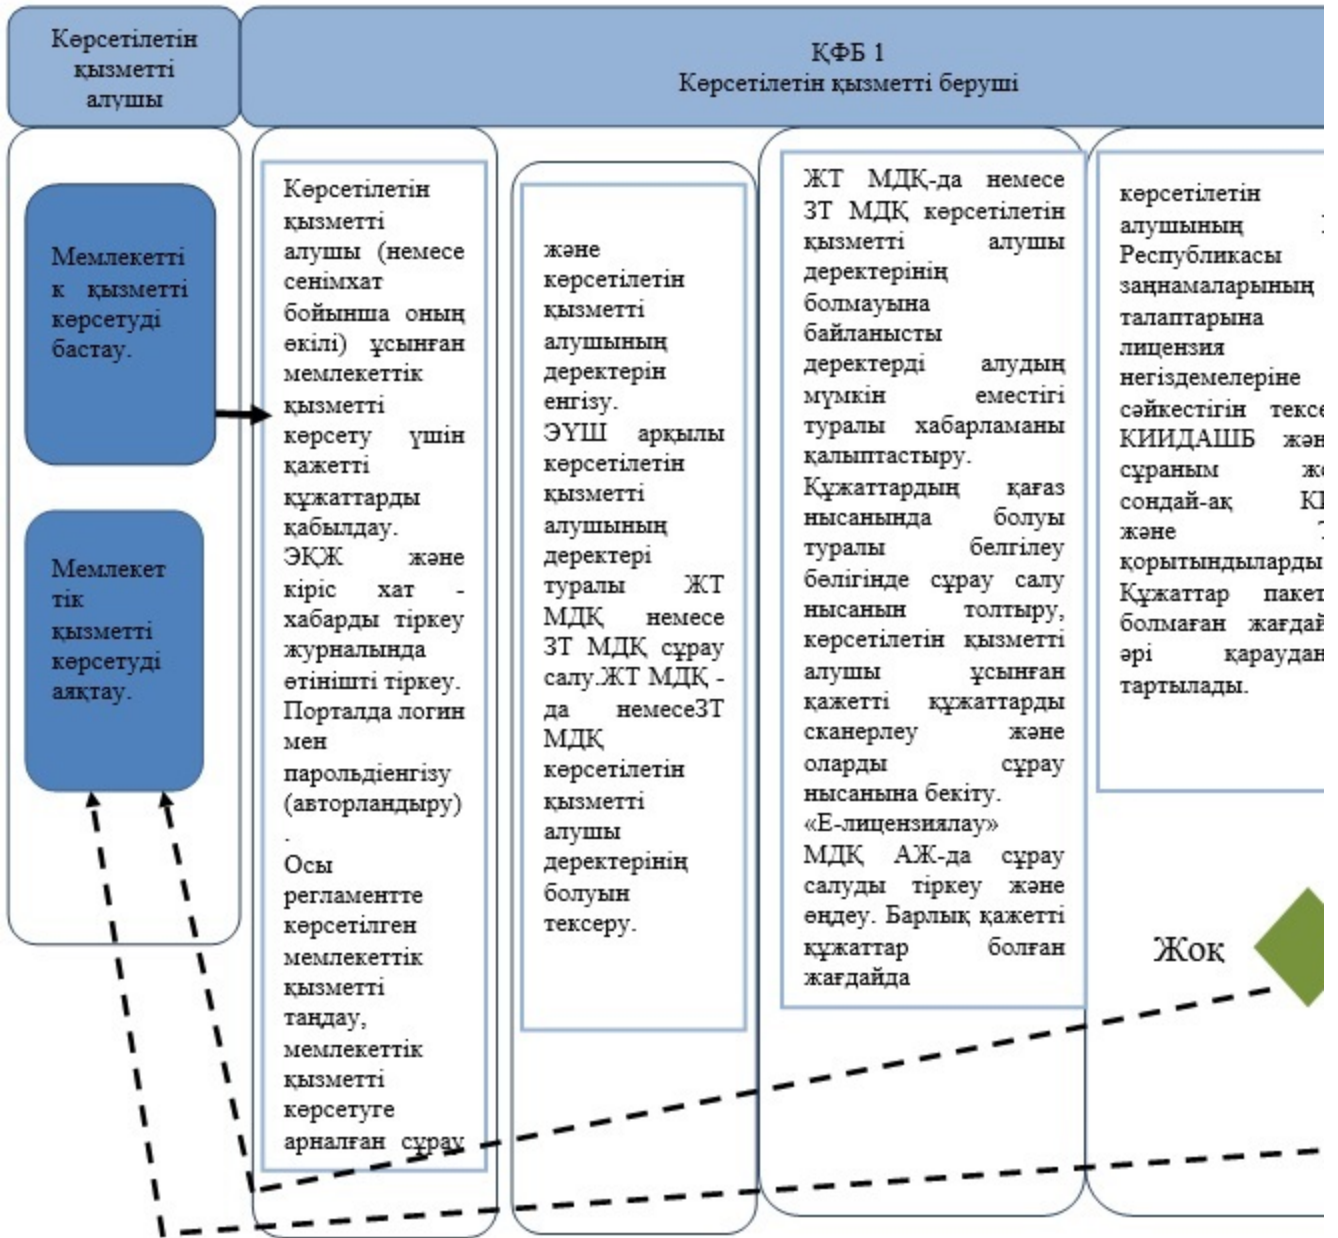 Көрсетілетін
қызметті
алушы
ҚФБ 1
Көрсетілетін қызметті беруші
Мемлекетті
к қызметті
көрсетуді
бастау.
Мемлекет
тік
қызметті
көрсетуді
аяқтау.
Көрсетілетін
қызметті
алушы (немесе
сенімхат
бойынша оның
өкілі) ұсынған
мемлекеттік
қызметті
көрсету үшін
қажетті
құжаттарды
қабылдау.
ЭҚЖ және
кіріс хат -
хабарды тіркеу
журналында
өтінішті тіркеу.
Порталда логин
мен
парольдіенгізу
(авторландыру)
.
Осы
регламентте
көрсетілген
мемлекеттік
қызметті
таңдау,
мемлекеттік
қызметті
көрсетуге
арналған сұрау
және
көрсетілетін
қызметті
алушының
деректерін
енгізу.
ЭҮШ арқылы
көрсетілетін
қызметті
алушының
деректері
туралы ЖТ
МДҚ немесе
ЗТ МДҚ сұрау
салу.ЖТ МДҚ -
да немесеЗТ
МДҚ
көрсетілетін
қызметті
алушы
деректерінің
болуын
тексеру.
ЖТ МДҚ-да немесе
ЗТ МДҚ көрсетілетін
қызметті алушы
деректерінің
болмауына
байланысты
деректерді алудың
мүмкін еместігі
туралы хабарламаны
қалыптастыру.
Құжаттардың қағаз
нысанында болуы
туралы белгілеу
бөлігінде сұрау салу
нысанын толтыру,
көрсетілетін қызметті
алушы ұсынған
қажетті құжаттарды
сканерлеу және
оларды сұрау
нысанына бекіту.
«Е-лицензиялау»
МДҚ АЖ-да сұрау
салуды тіркеу және
өңдеу. Барлық қажетті
құжаттар болған
жағдайда
көрсетілетін
алушының
Республикасы
заңнамаларының
талаптарына
лицензия
негіздемелеріне
сәйкестігін тексе
КИИДАШБ жән
сұраным же
сондай-ақ
және
қорытындыларды
Құжаттар пакет
болмаған жағдай
әрі қараудан
тартылады.
Жоқ